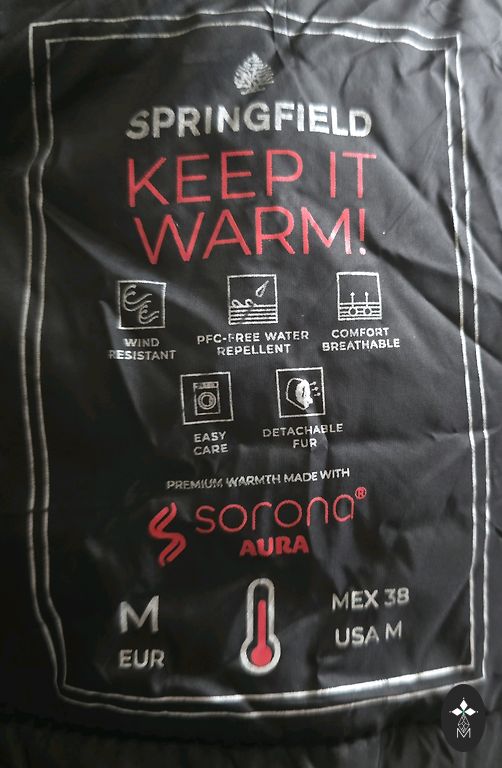 SPRINGFIELD
KEEP IT
WARM!
WIND
RESISTANT
PFC-FREE WATER
REPELLENT
COMFORT
BREATHABLE
EASY
CARE
DETACHABLE
FUR
PREMIUM WARMTH MADE WITH
sorona®
AURA
M
EUR
MEX 38
USA M
M